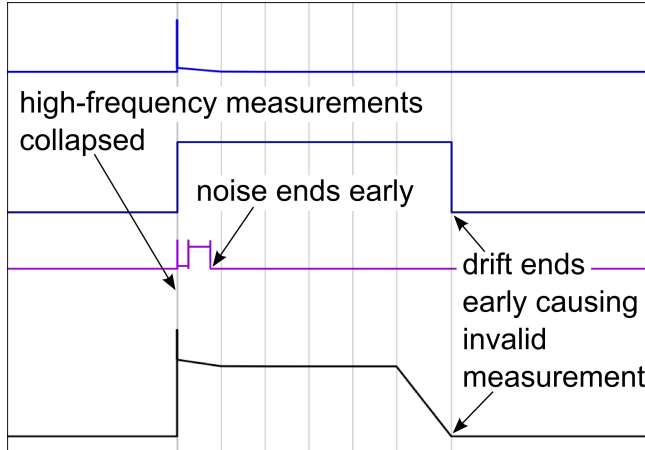 high-frequency measurements
collapsed
noise ends early
drift ends
early causing
invalid
measurement